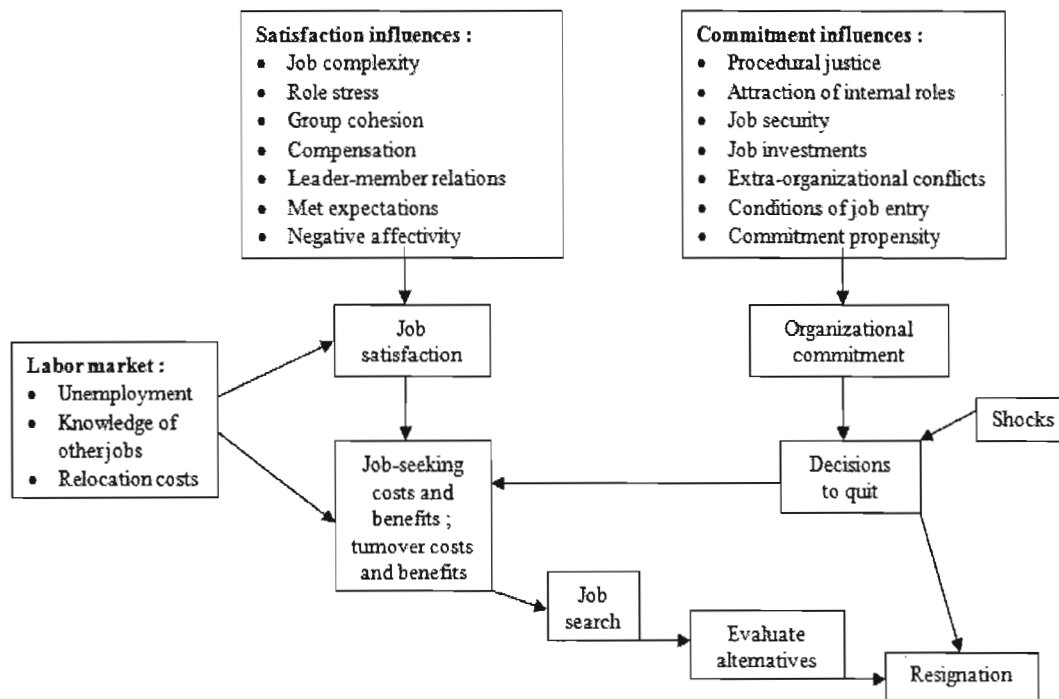 Satisfaction influences :
• Job complexity
• Role stress
• Group cohesion
• Compensation
• Leader-member relations
• Met expectations
• Negative affectivity
Commitment influences :
• Procedural justice
• Attraction of internal roles
• Job security
• Job investments
• Extra-organizational conflicts
• Conditions of job entry
• Commitment propensity
Labor market :
• Unemployment
• Knowledge of
otherjobs
• Relocation costs
Job
satisfaction
Organizational
commitment
Shocks
Job-seeking
costs and
benefits ;
turnover costs
and benefits
Decisions
to quit
Job
search
Evaluate
alternatives
Resignation